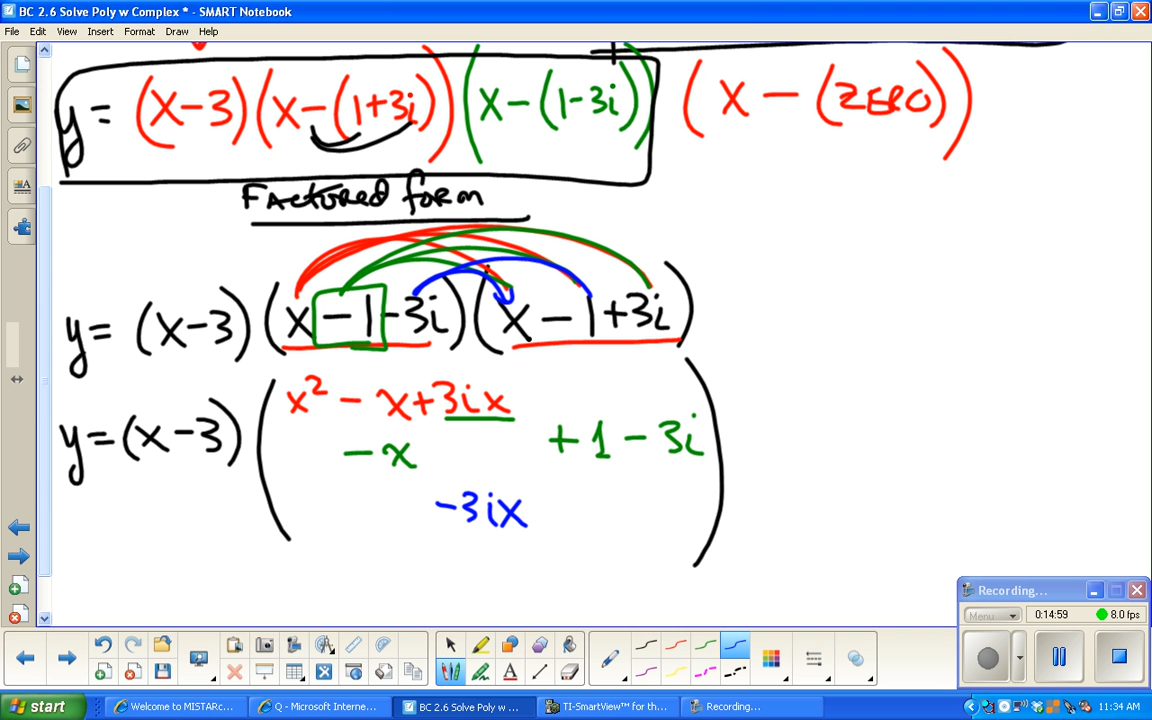 BC 2.6 Solve Poly w Complex * - SMART Notebook
File Edit View Insert Format Tools Draw Help
y = (x-3)(x-(1+3i))(x-(1-3i)) (x-(ZERO))
Factored form
y = (x-3)(x-1-3i)(x-1+3i)
y=(x-3)(x² - x+3ix
-x +1-3i
-3ix)
Recording...
Menu
0:14:59
8.0 fps
start
Welcome to MISTARc...
Q - Microsoft Interne...
BC 2.6 Solve Poly w ...
TI-SmartView™ for th...
Recording...
11:34 AM